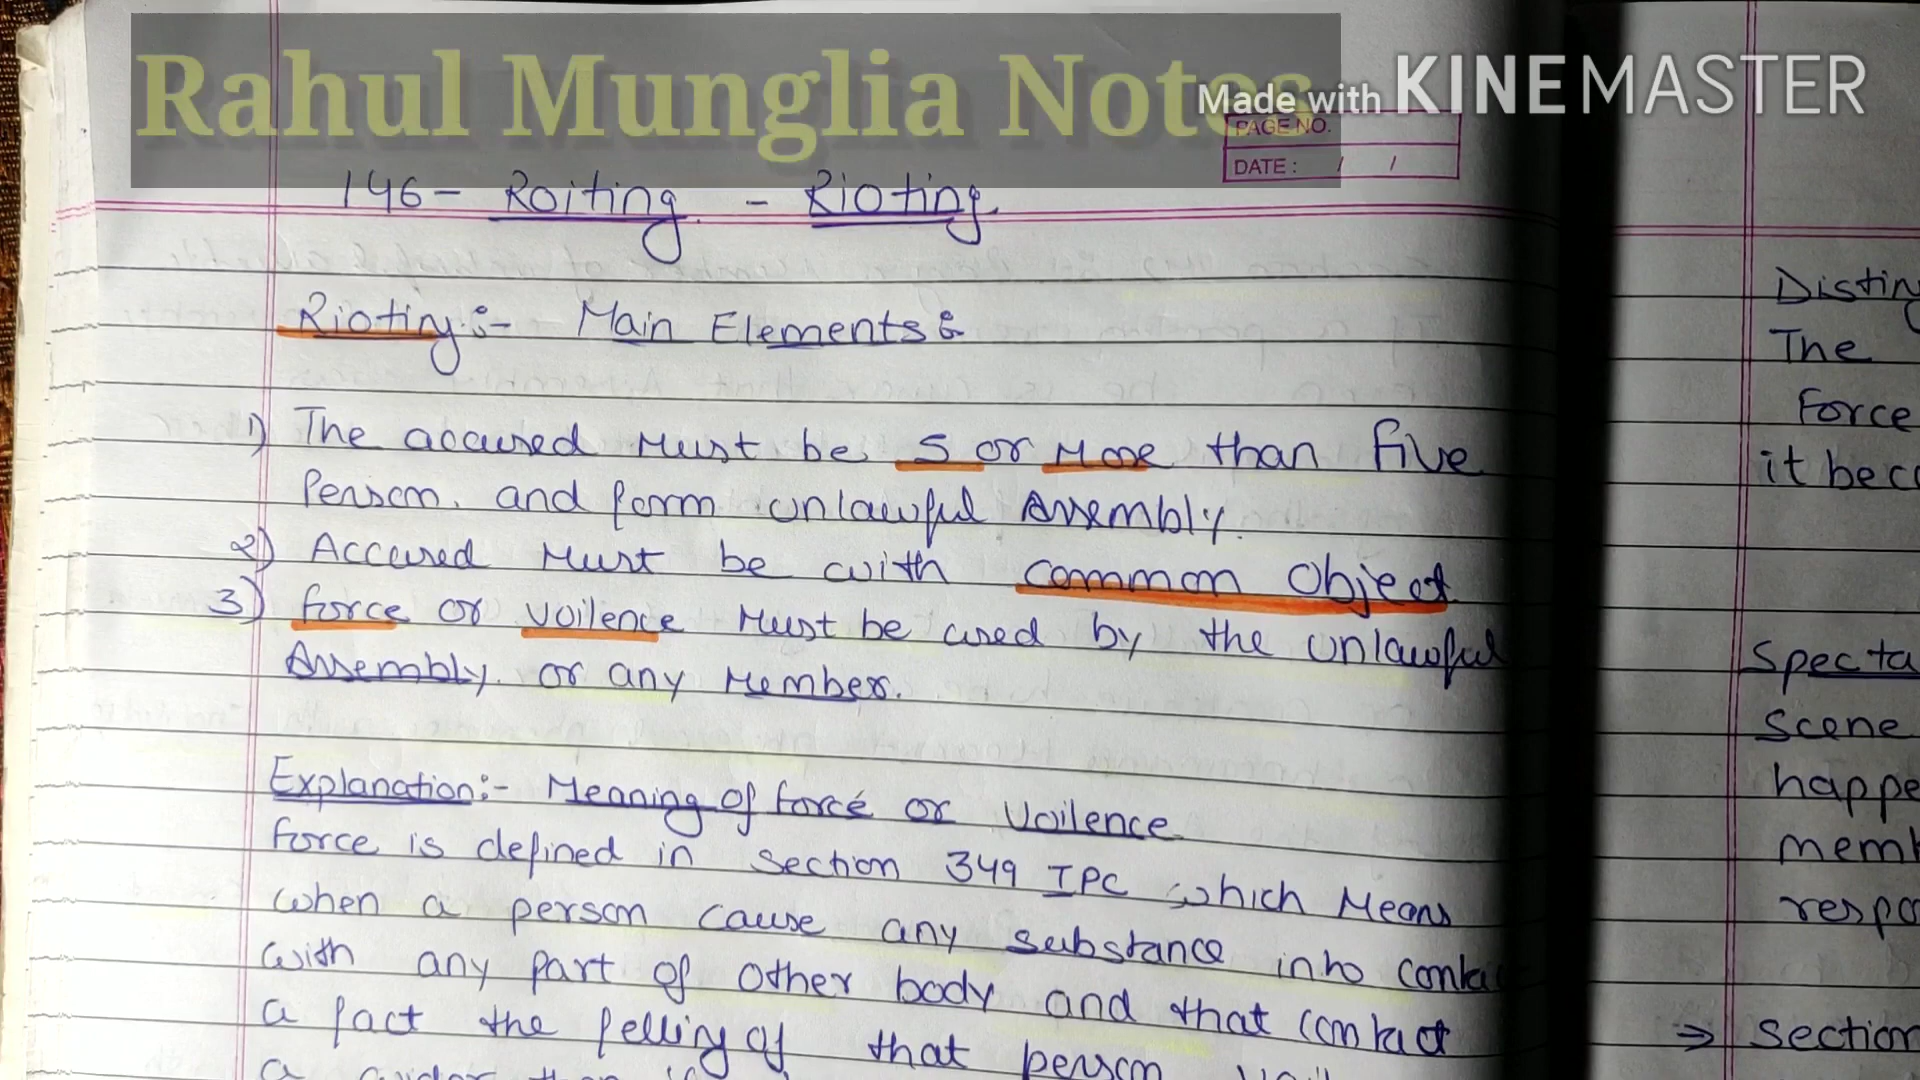 Rahul Munglia Notes
Made with KINEMASTER
PAGE NO.
DATE: / /
146- Roiting - Rioting
Rioting:- Main Elements:
1) The accused Must be 5 or More than five
Person. and form unlawful Assembly.
2) Accused Must be with common Object
3) force or voilence Must be used by the unlawful
Assembly or any Member.
Explanation:- Meaning of force or Voilence
force is defined in section 349 IPC which Means
when a person cause any substance into
with any part of other body and that contact
a fact the felling of that person
a
Distin
The
Force
it bec
Specta
Scene
happe
memb
respo
⇒ Section